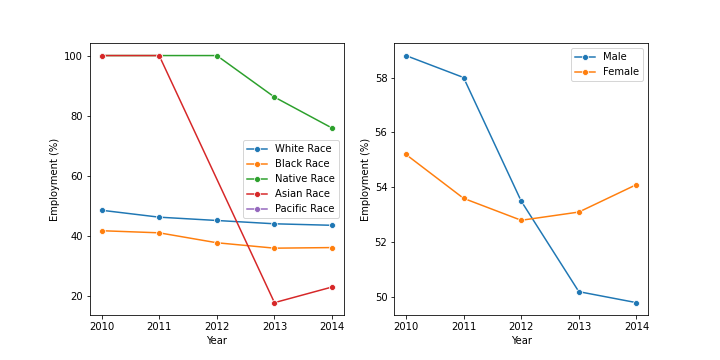 100
80
60
40
20
Employment (%)
2010 2011 2012 2013 2014
Year
White Race
Black Race
Native Race
Asian Race
Pacific Race
58
56
54
52
50
Employment (%)
2010 2011 2012 2013 2014
Year
Male
Female